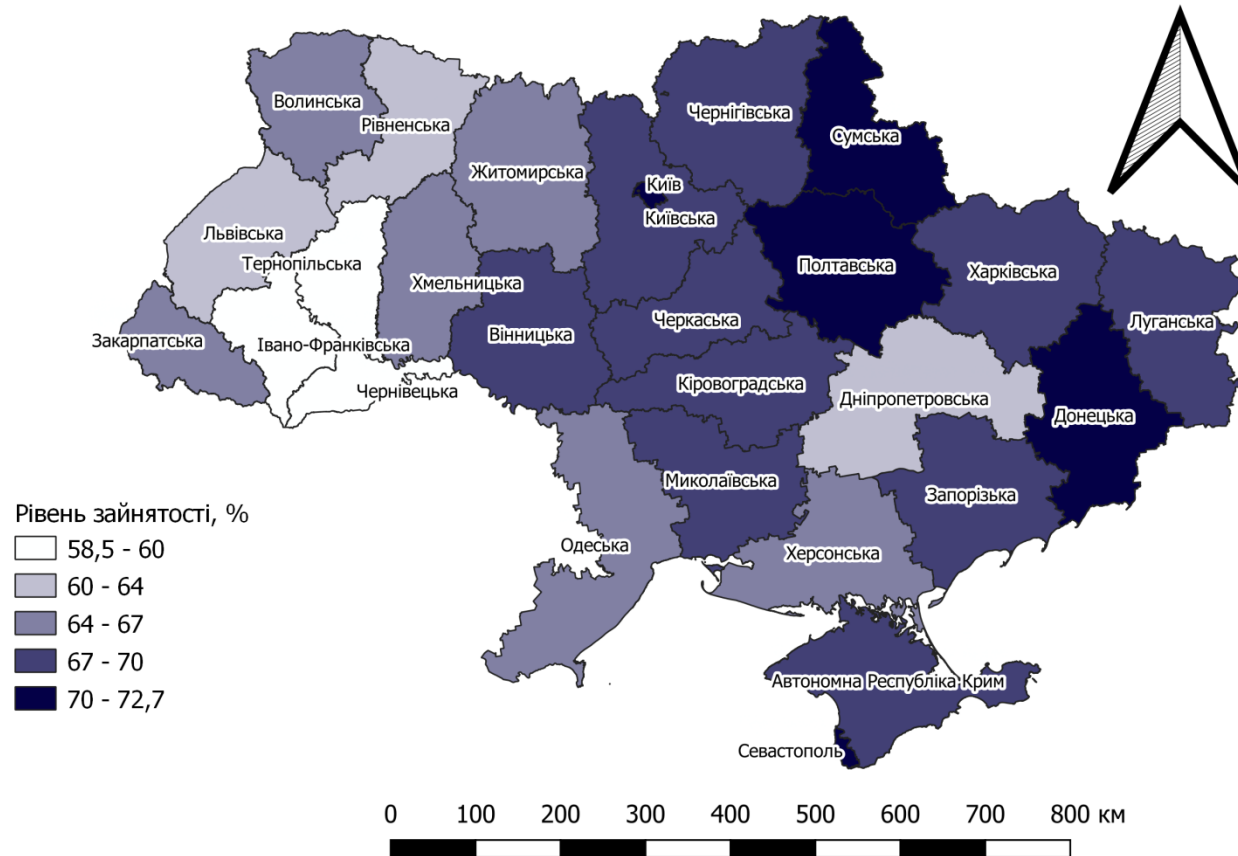 Волинська
Рівненська
Чернігівська
Сумська
Житомирська
Київ
Київська
Львівська
Тернопільська
Хмельницька
Полтавська
Харківська
Луганська
Закарпатська
Івано-Франківська
Вінницька
Черкаська
Чернівецька
Кіровоградська
Дніпропетровська
Донецька
Миколаївська
Запорізька
Одеська
Херсонська
Автономна Республіка Крим
Севастополь
Рівень зайнятості, %
58,5 - 60
60 - 64
64 - 67
67 - 70
70 - 72,7
0 100 200 300 400 500 600 700 800 км